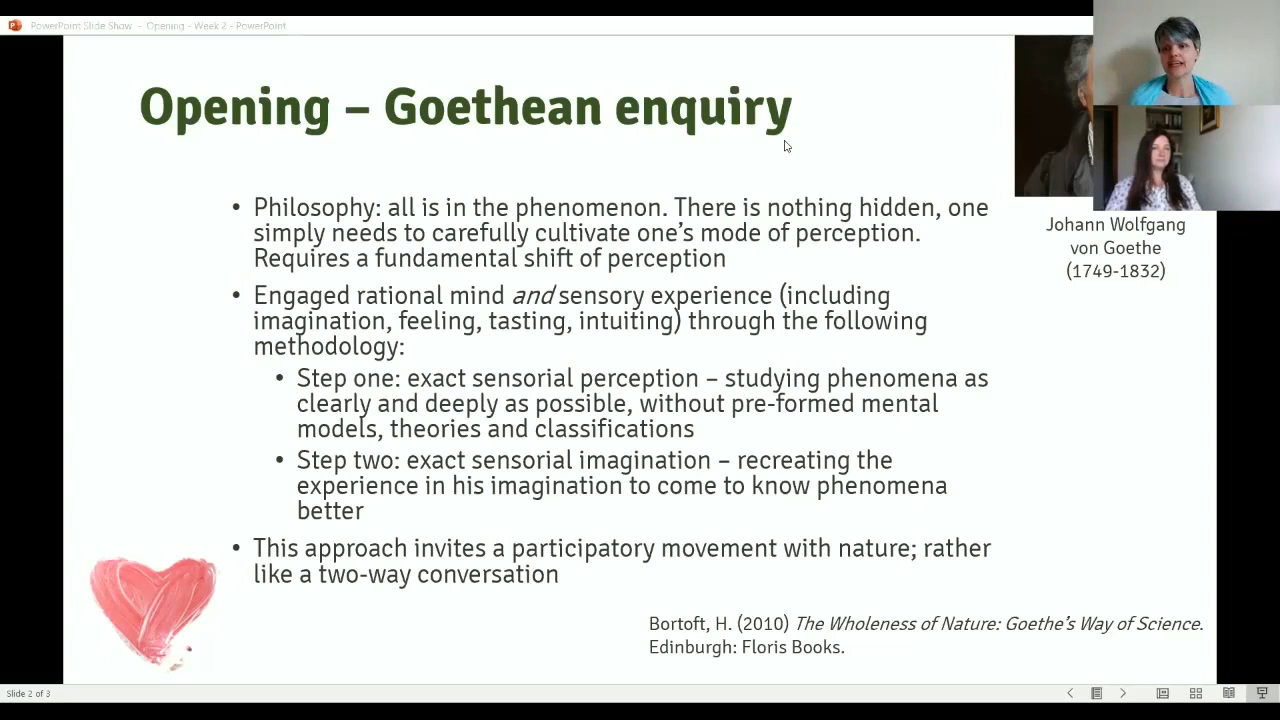 PowerPoint Slide Show - Opening - Week 2 - PowerPoint
Opening – Goethean enquiry
• Philosophy: all is in the phenomenon. There is nothing hidden, one
simply needs to carefully cultivate one's mode of perception.
Requires a fundamental shift of perception
• Engaged rational mind and sensory experience (including
imagination, feeling, tasting, intuiting) through the following
methodology:
• Step one: exact sensorial perception – studying phenomena as
clearly and deeply as possible, without pre-formed mental
models, theories and classifications
• Step two: exact sensorial imagination – recreating the
experience in his imagination to come to know phenomena
better
• This approach invites a participatory movement with nature; rather
like a two-way conversation
Johann Wolfgang
von Goethe
(1749-1832)
Bortoft, H. (2010) The Wholeness of Nature: Goethe's Way of Science.
Edinburgh: Floris Books.
Slide 2 of 3